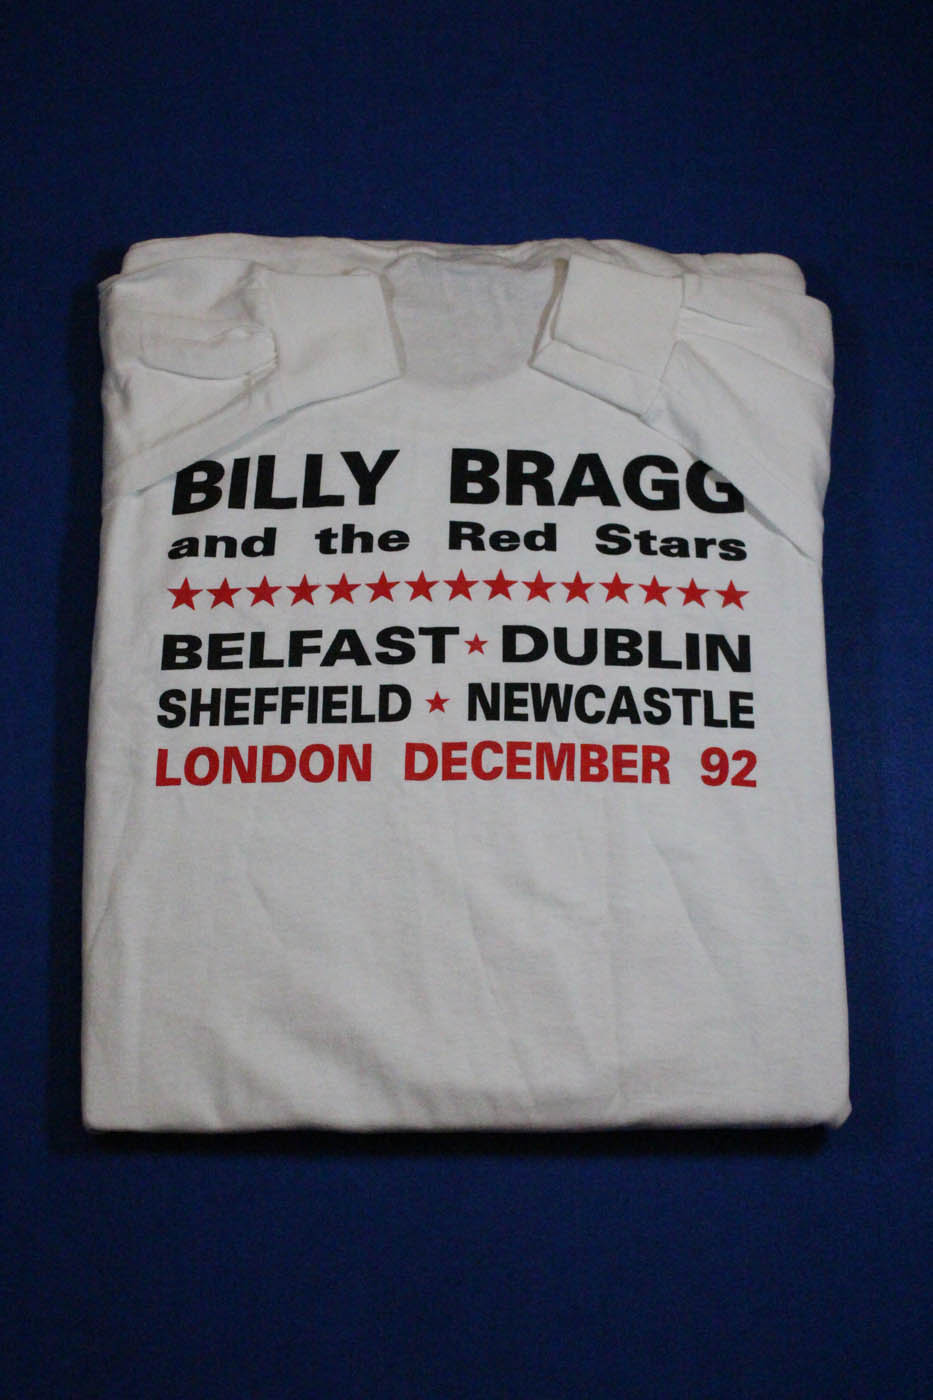 BILLY BRAGG
and the Red Stars
BELFAST ★ DUBLIN
SHEFFIELD ★ NEWCASTLE
LONDON DECEMBER 92